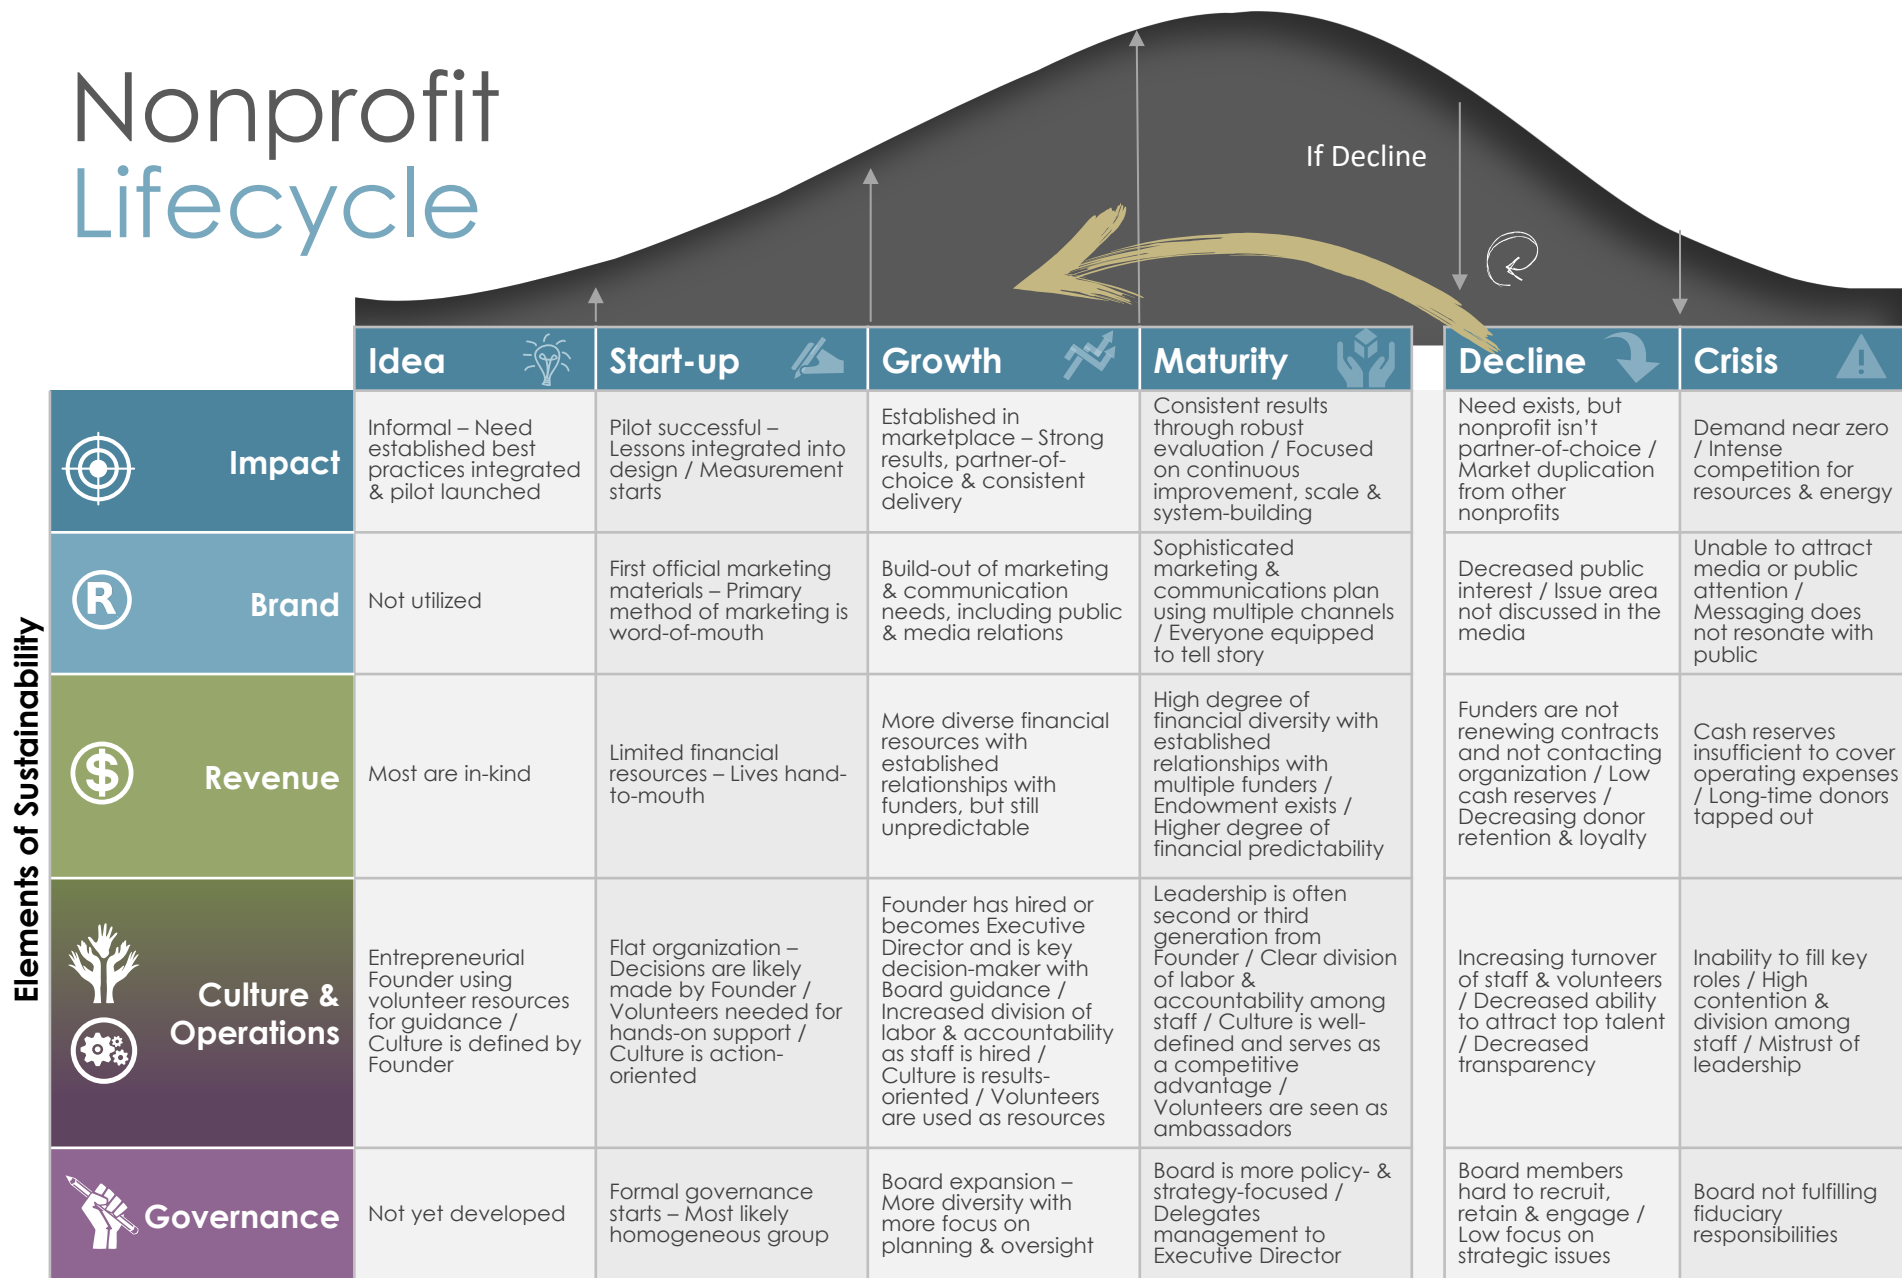 Nonprofit
Lifecycle
If Decline
Idea
Start-up
Growth
Maturity
Decline
Crisis
Elements of Sustainability
Impact
Informal – Need
established best
practices integrated
& pilot launched
Pilot successful –
Lessons integrated into
design / Measurement
starts
Established in
marketplace – Strong
results, partner-of-
choice & consistent
delivery
Consistent results
through robust
evaluation / Focused
on continuous
improvement, scale &
system-building
Need exists, but
nonprofit isn't
partner-of-choice /
Market duplication
from other
nonprofits
Demand near zero
/ Intense
competition for
resources & energy
R
Brand
Not utilized
First official marketing
materials – Primary
method of marketing is
word-of-mouth
Build-out of marketing
& communication
needs, including public
& media relations
Sophisticated
marketing &
communications plan
using multiple channels
/ Everyone equipped
to tell story
Decreased public
interest / Issue area
not discussed in the
media
Unable to attract
media or public
attention /
Messaging does
not resonate with
public
$
Revenue
Most are in-kind
Limited financial
resources – Lives hand-
to-mouth
More diverse financial
resources with
established
relationships with
funders, but still
unpredictable
High degree of
financial diversity with
established
relationships with
multiple funders /
Endowment exists /
Higher degree of
financial predictability
Funders are not
renewing contracts
and not contacting
organization / Low
cash reserves /
Decreasing donor
retention & loyalty
Cash reserves
insufficient to cover
operating expenses
/ Long-time donors
tapped out
Culture &
Operations
Entrepreneurial
Founder using
volunteer resources
for guidance /
Culture is defined by
Founder
Flat organization –
Decisions are likely
made by Founder /
Volunteers needed for
hands-on support /
Culture is action-
oriented
Founder has hired or
becomes Executive
Director and is key
decision-maker with
Board guidance /
Increased division of
labor & accountability
as staff is hired /
Culture is results-
oriented / Volunteers
are used as resources
Leadership is often
second or third
generation from
Founder / Clear division
of labor &
accountability among
staff / Culture is well-
defined and serves as
a competitive
advantage /
Volunteers are seen as
ambassadors
Increasing turnover
of staff & volunteers
/ Decreased ability
to attract top talent
/ Decreased
transparency
Inability to fill key
roles / High
contention &
division among
staff / Mistrust of
leadership
Governance
Not yet developed
Formal governance
starts – Most likely
homogeneous group
Board expansion –
More diversity with
more focus on
planning & oversight
Board is more policy- &
strategy-focused /
Delegates
management to
Executive Director
Board members
hard to recruit,
retain & engage /
Low focus on
strategic issues
Board not fulfilling
fiduciary
responsibilities